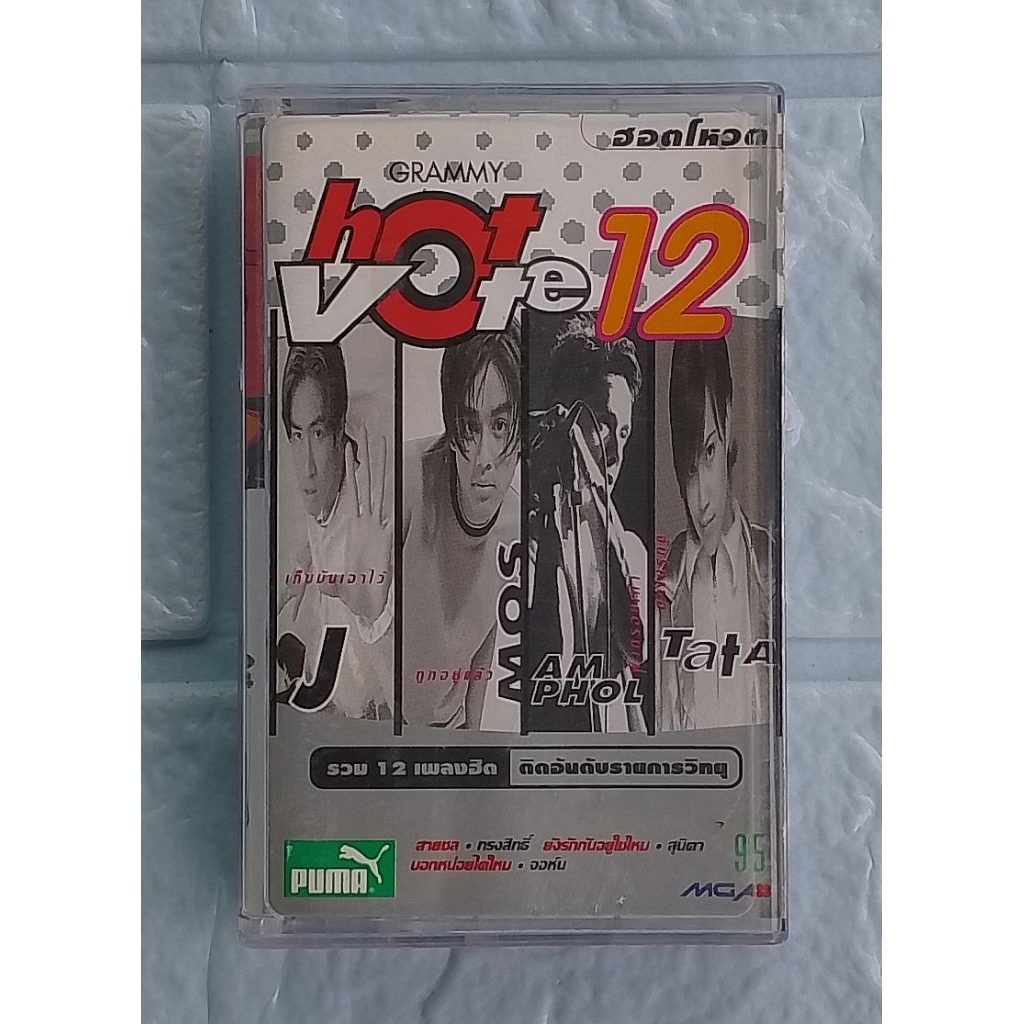 ฮอตโหวต
GRAMMY
hot
vote 12
เก็บมันเอาไว้
J
ถูกอยู่แล้ว
MOS
AM
PHOL
TatA
รวม 12 เพลงฮิต ติดอันดับรายการวิทยุ
สายชล • ทรงสิทธิ์ ยังรักกันอยู่ใช่ไหม • สุนิตา
บอกหน่อยได้ไหม • จอห์น
PUMA
95
MGA